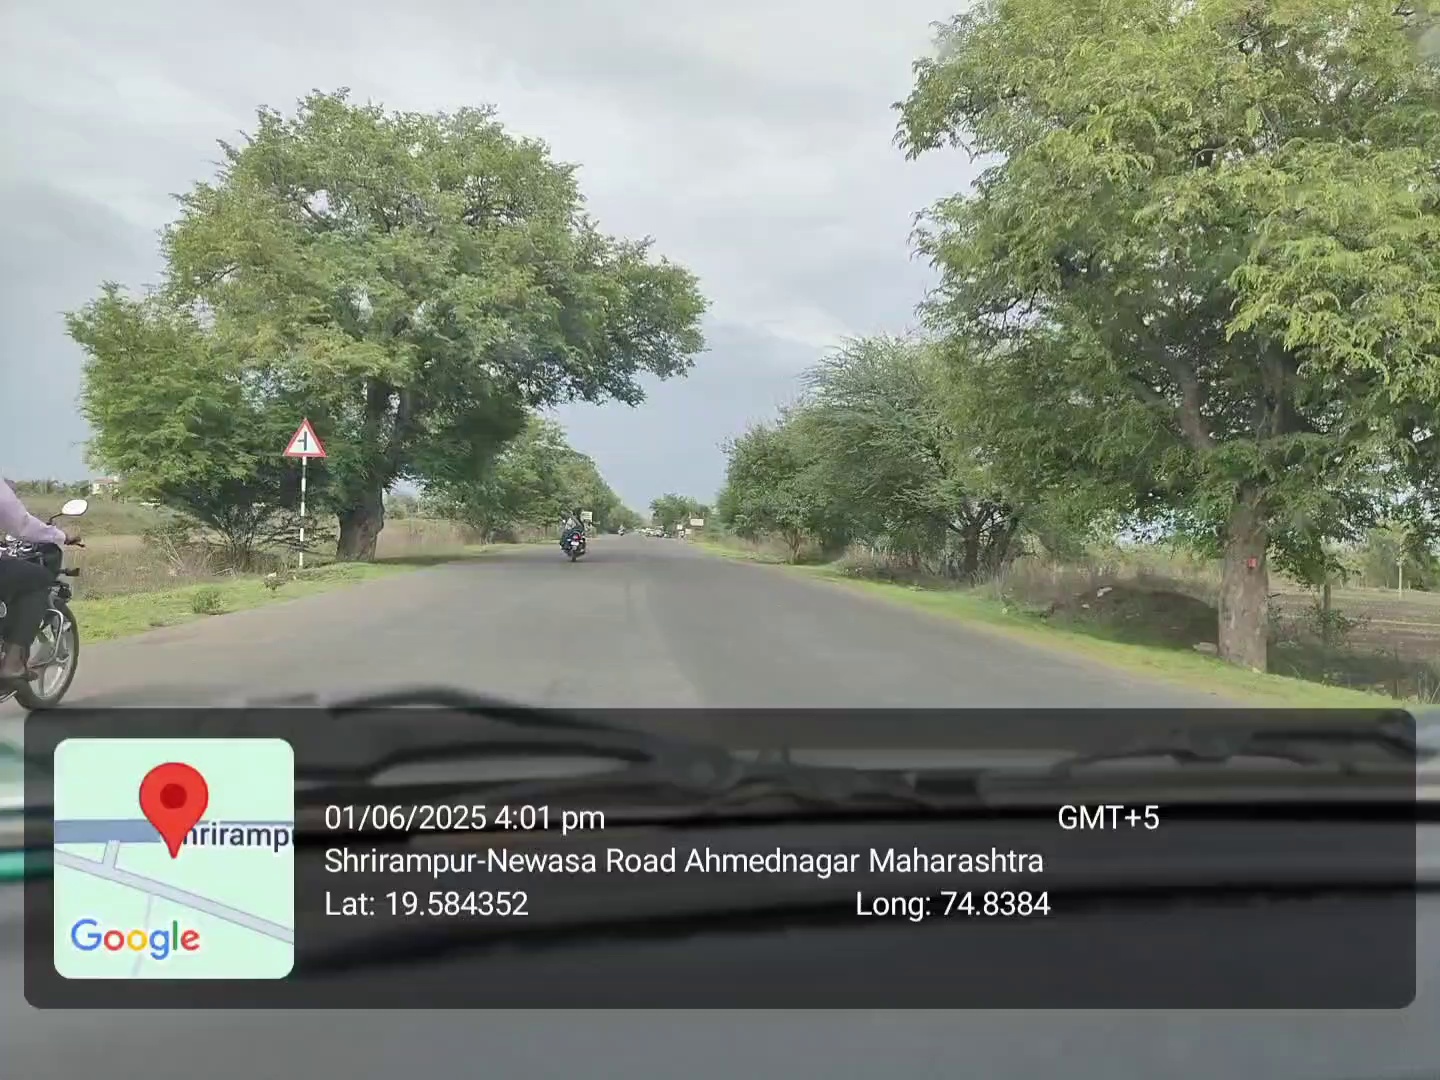 01/06/2025 4:01 pm GMT+5
Shrirampur-Newasa Road Ahmednagar Maharashtra
Lat: 19.584352 Long: 74.8384
Google